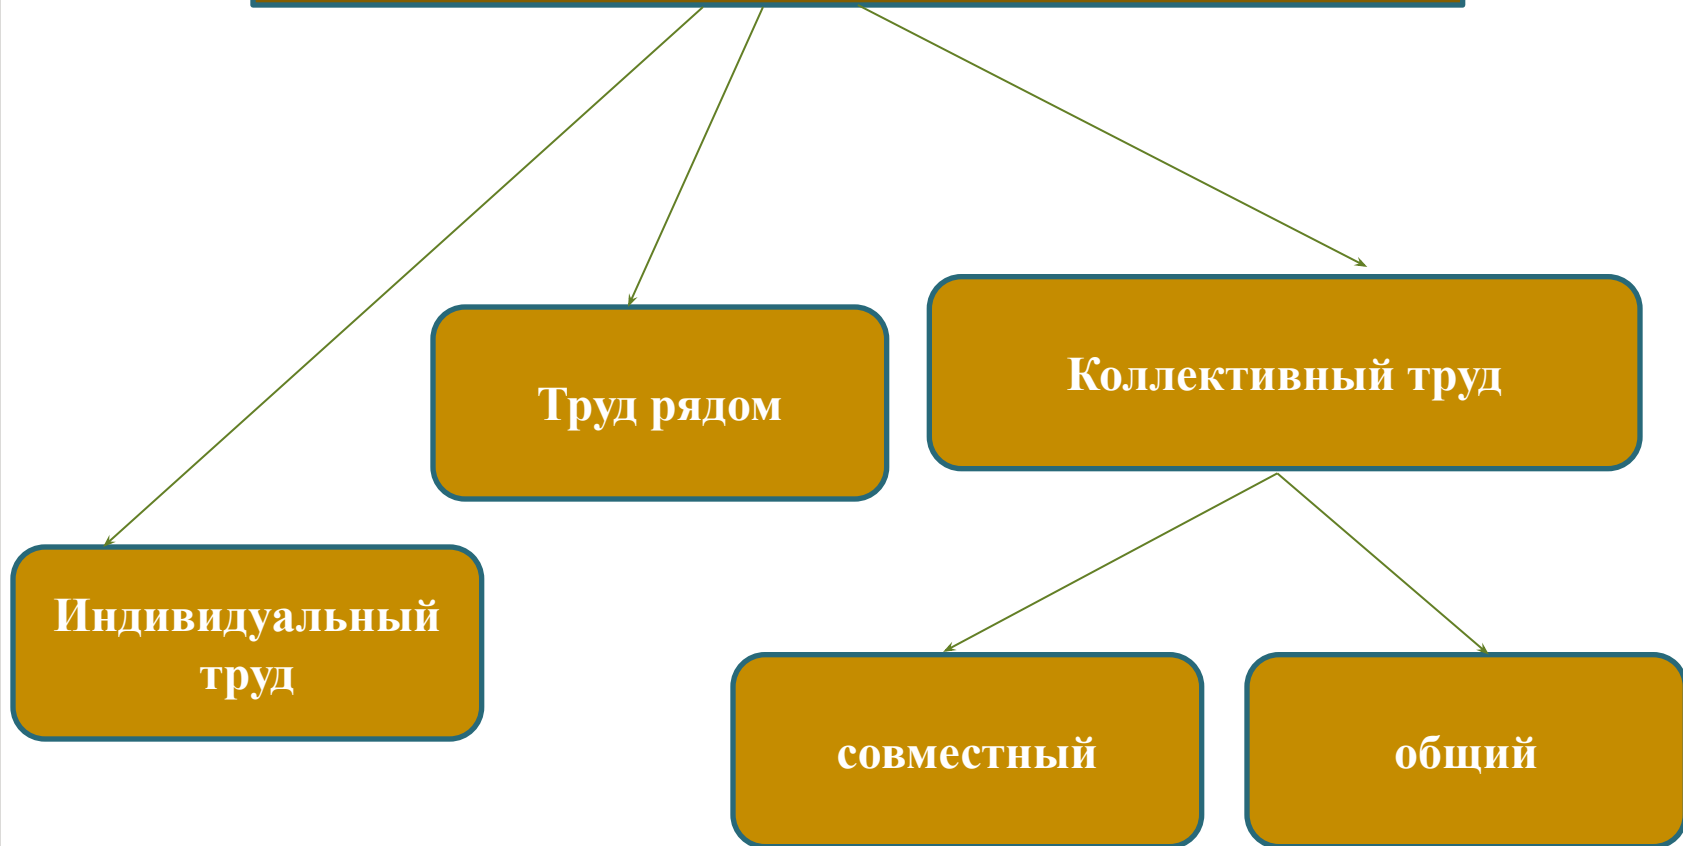 Коллективный труд
Труд рядом
Индивидуальный
труд
совместный
общий